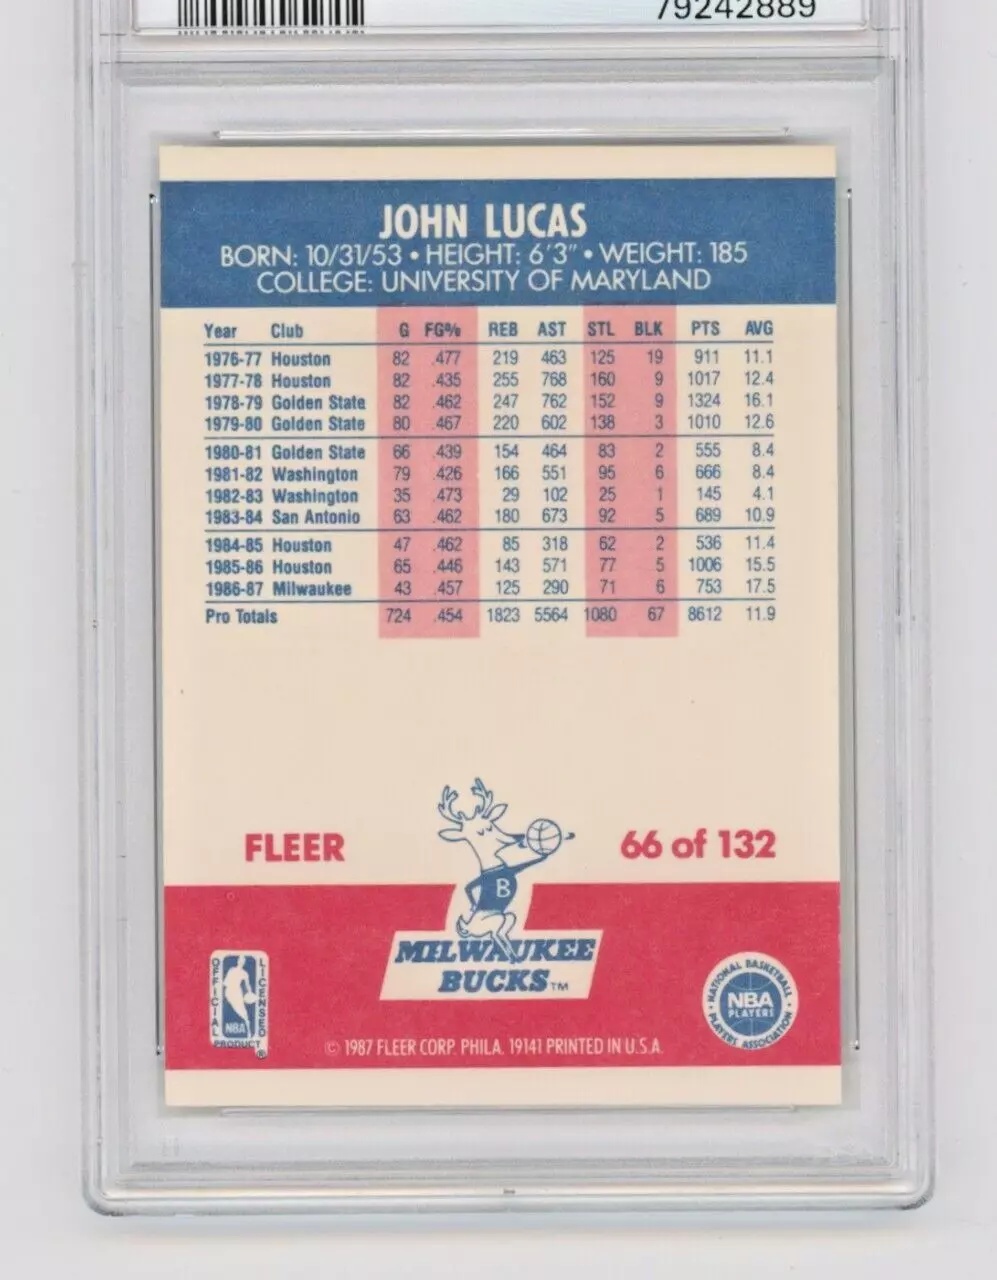 79242889
JOHN LUCAS
BORN: 10/31/53 • HEIGHT: 6'3" • WEIGHT: 185
COLLEGE: UNIVERSITY OF MARYLAND
Year Club G FG% REB AST STL BLK PTS AVG
1976-77 Houston 82 .477 219 463 125 19 911 11.1
1977-78 Houston 82 .435 255 768 160 9 1017 12.4
1978-79 Golden State 82 .462 247 762 152 9 1324 16.1
1979-80 Golden State 80 .467 220 602 138 3 1010 12.6
1980-81 Golden State 66 .439 154 464 83 2 555 8.4
1981-82 Washington 79 .426 166 551 95 6 666 8.4
1982-83 Washington 35 .473 29 102 25 1 145 4.1
1983-84 San Antonio 63 .462 180 673 92 5 689 10.9
1984-85 Houston 47 .462 85 318 62 2 536 11.4
1985-86 Houston 65 .446 143 571 77 5 1006 15.5
1986-87 Milwaukee 43 .457 125 290 71 6 753 17.5
Pro Totals 724 .454 1823 5564 1080 67 8612 11.9
FLEER 66 of 132
B
MILWAUKEE
BUCKS™
OFFICIAL LICENSED
NBA
PRODUCT ®
NATIONAL BASKETBALL
NBA
PLAYERS
PLAYERS ASSOCIATION
© 1987 FLEER CORP. PHILA. 19141 PRINTED IN U.S.A.